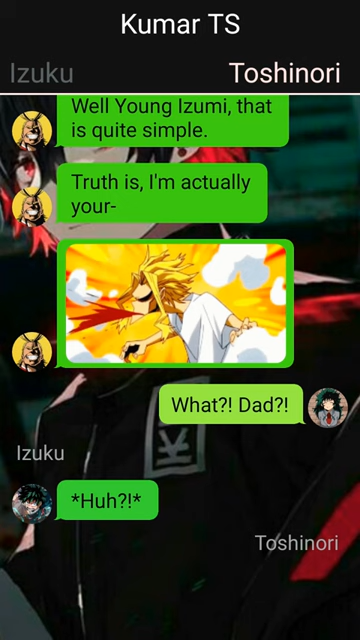 Kumar TS
Izuku
Toshinori
Well Young Izumi, that
is quite simple.
Truth is, I'm actually
your-
What?! Dad?!
Izuku
*Huh?!*
Toshinori